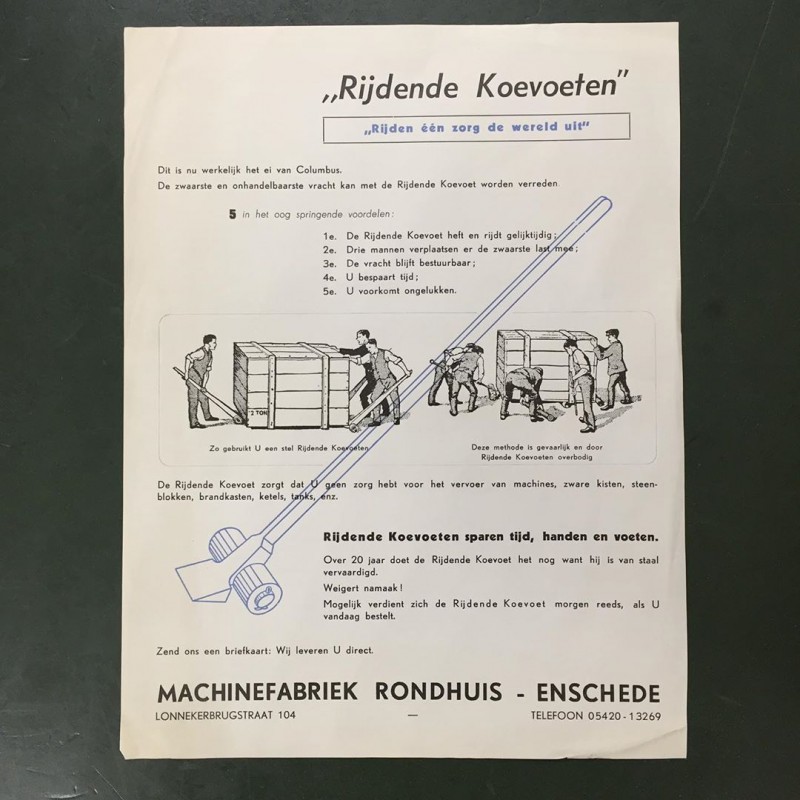 „Rijdende Koevoeten"
„Rijden één zorg de wereld uit"
Dit is nu werkelijk het ei van Columbus.
De zwaarste en onhandelbaarste vracht kan met de Rijdende Koevoet worden verreden
5 in het oog springende voordelen:
1e. De Rijdende Koevoet heft en rijdt gelijktijdig;
2e. Drie mannen verplaatsen er de zwaarste last mee;
3e. De vracht blijft bestuurbaar;
4e. U bespaart tijd;
5e. U voorkomt ongelukken.
2 TON
Zo gebruikt U een stel Rijdende Koevoeten
Deze methode is gevaarlijk en door
Rijdende Koevoeten overbodig
De Rijdende Koevoet zorgt dat U geen zorg hebt voor het vervoer van machines, zware kisten, steen-
blokken, brandkasten, ketels, tanks, enz.
Rijdende Koevoeten sparen tijd, handen en voeten.
Over 20 jaar doet de Rijdende Koevoet het nog want hij is van staal
vervaardigd.
Weigert namaak!
Mogelijk verdient zich de Rijdende Koevoet morgen reeds, als U
vandaag bestelt.
Zend ons een briefkaart: Wij leveren U direct.
MACHINEFABRIEK RONDHUIS - ENSCHEDE
LONNEKERBRUGSTRAAT 104 — TELEFOON 05420-13269